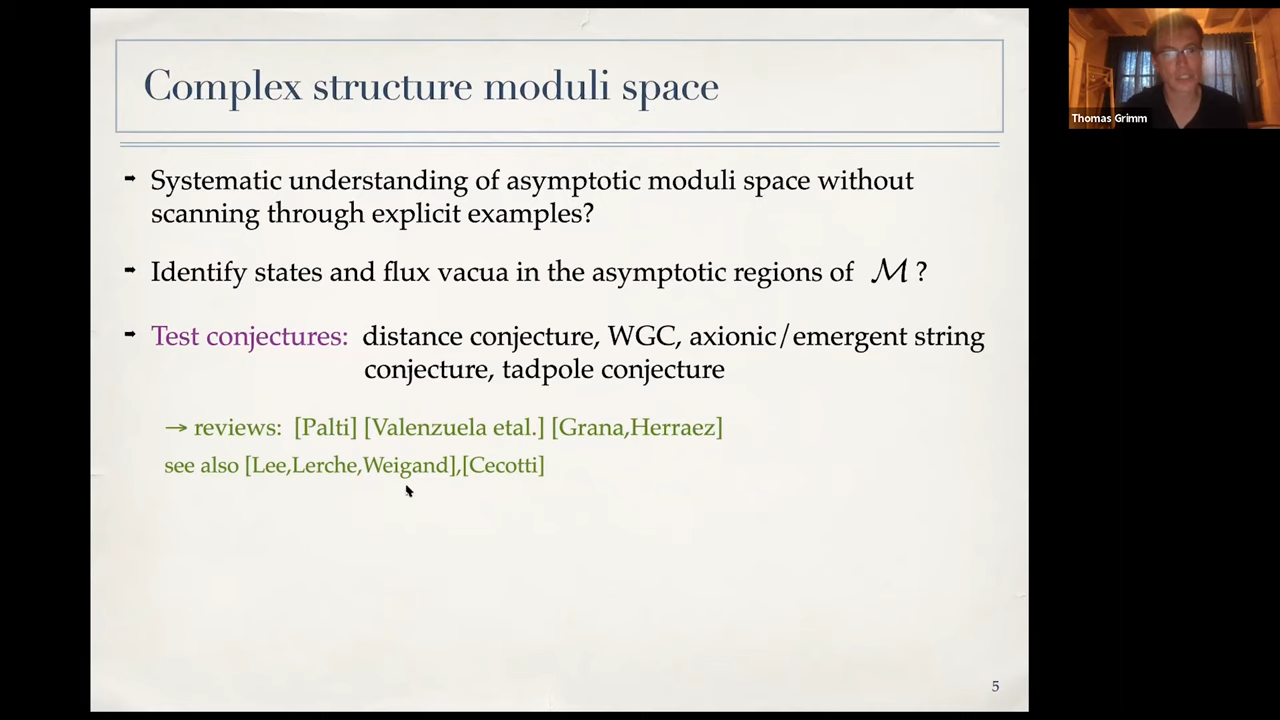 Complex structure moduli space
Thomas Grimm
➡ Systematic understanding of asymptotic moduli space without
scanning through explicit examples?
➡ Identify states and flux vacua in the asymptotic regions of ℳ ?
➡ Test conjectures: distance conjecture, WGC, axionic/emergent string
conjecture, tadpole conjecture
→ reviews: [Palti] [Valenzuela etal.] [Grana,Herraez]
see also [Lee,Lerche,Weigand],[Cecotti]
5